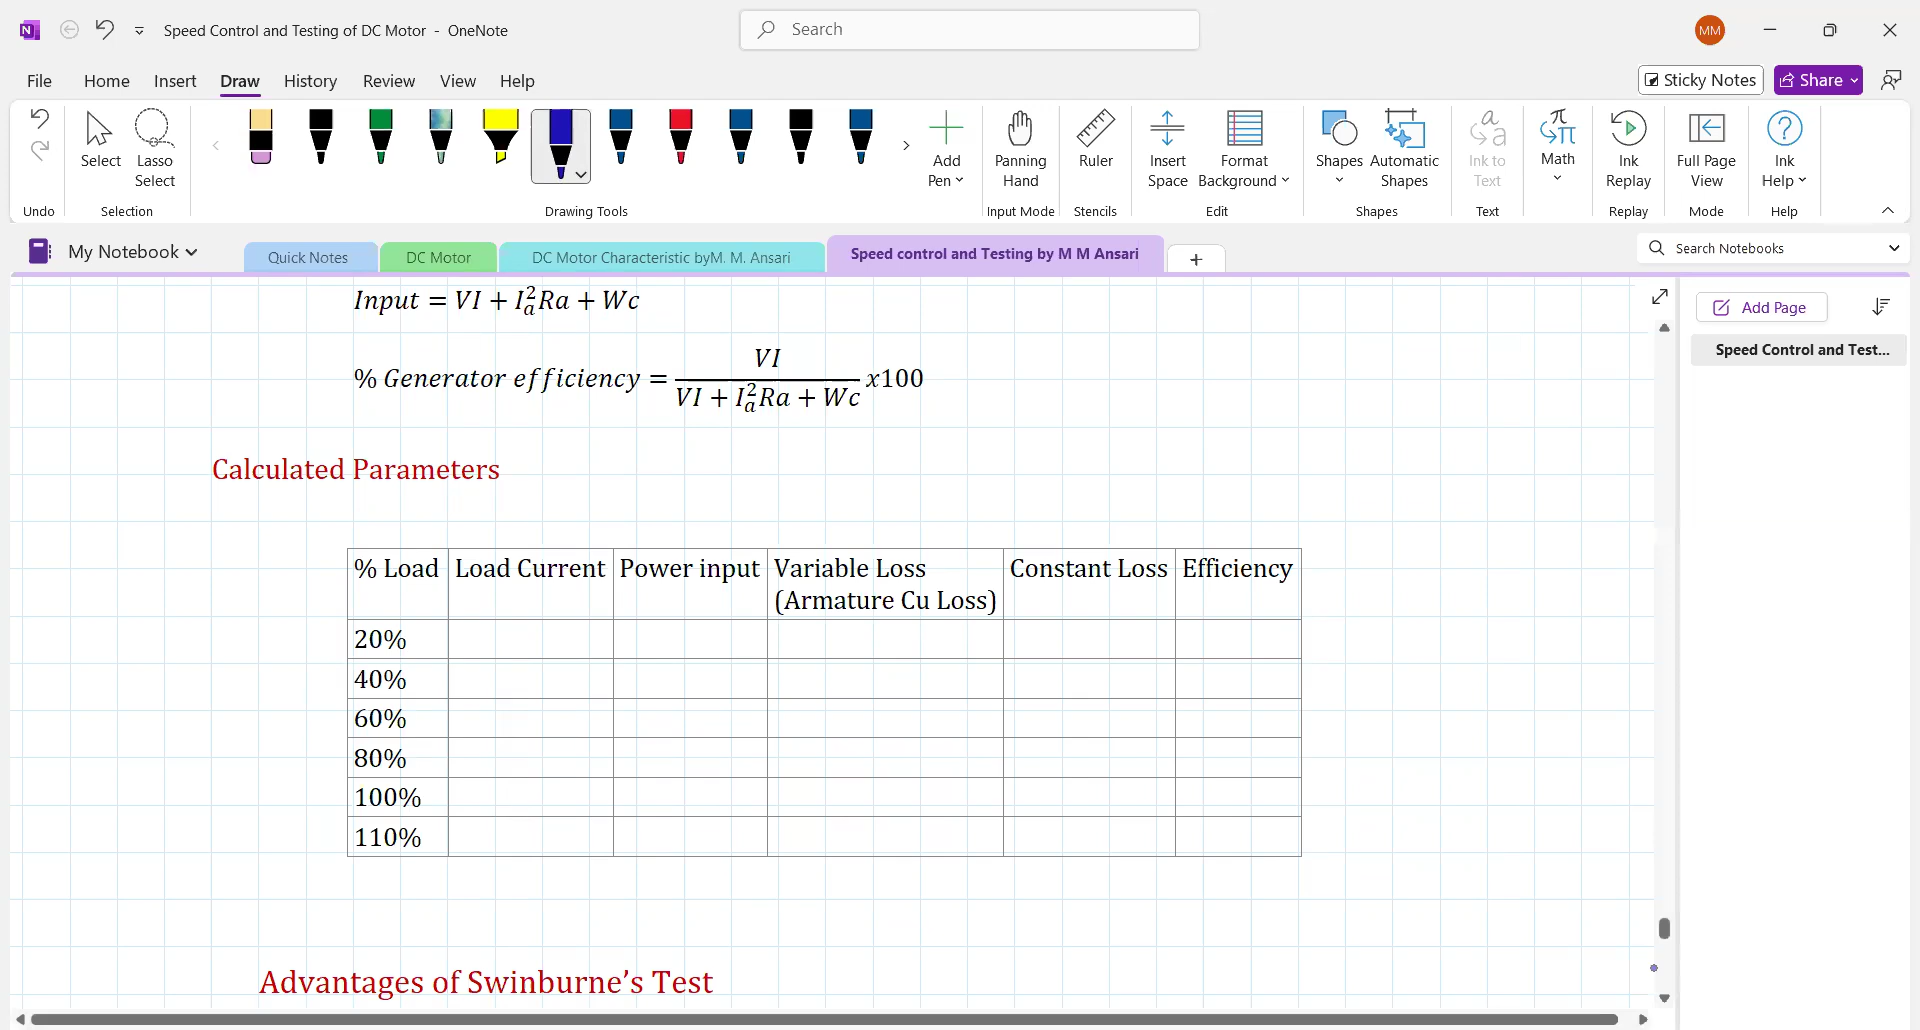 Speed Control and Testing of DC Motor - OneNote
Search
MM
File Home Insert Draw History Review View Help
Sticky Notes Share
Select Lasso Select
Add Pen Panning Hand Ruler Insert Space Format Background Shapes Automatic Shapes Ink to Text Math Ink Replay Full Page View Ink Help
Undo Selection Drawing Tools Input Mode Stencils Edit Shapes Text Replay Mode Help
My Notebook Quick Notes DC Motor DC Motor Characteristic byM. M. Ansari Speed control and Testing by M M Ansari + Search Notebooks
Add Page
Speed Control and Test...
Input = VI + I²ₐRa + Wc
% Generator efficiency = VI / (VI + I²ₐRa + Wc) x100
Calculated Parameters
% Load Load Current Power input Variable Loss (Armature Cu Loss) Constant Loss Efficiency
20%
40%
60%
80%
100%
110%
Advantages of Swinburne’s Test